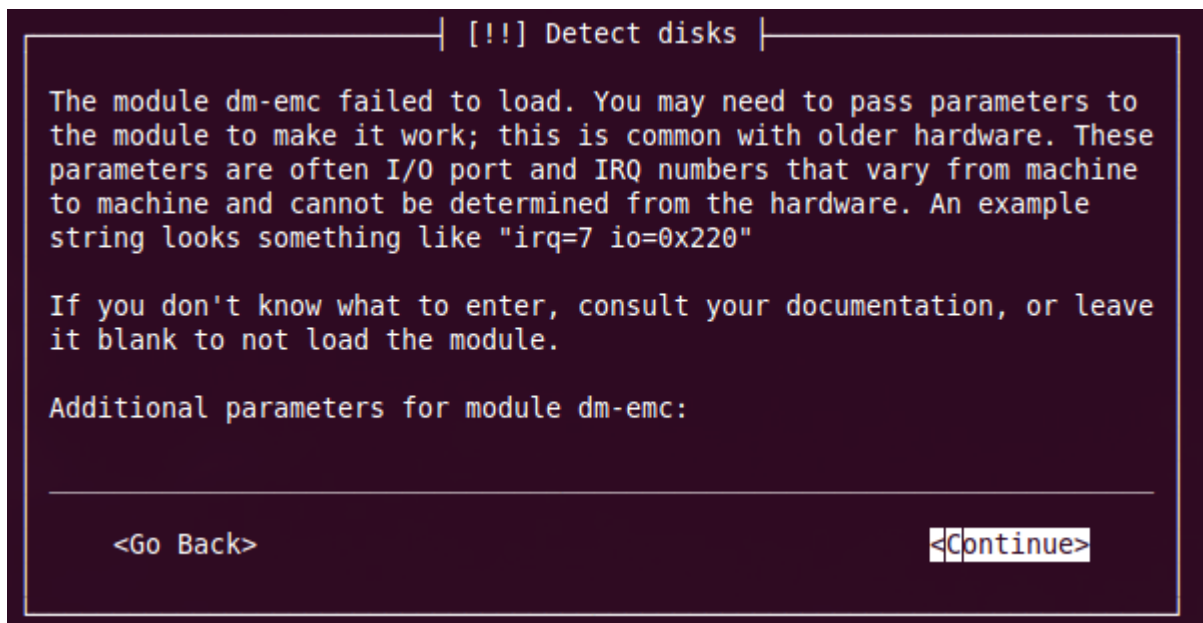 [!!] Detect disks
The module dm-emc failed to load. You may need to pass parameters to
the module to make it work; this is common with older hardware. These
parameters are often I/O port and IRQ numbers that vary from machine
to machine and cannot be determined from the hardware. An example
string looks something like "irq=7 io=0x220"
If you don't know what to enter, consult your documentation, or leave
it blank to not load the module.
Additional parameters for module dm-emc:
<Go Back> <Continue>